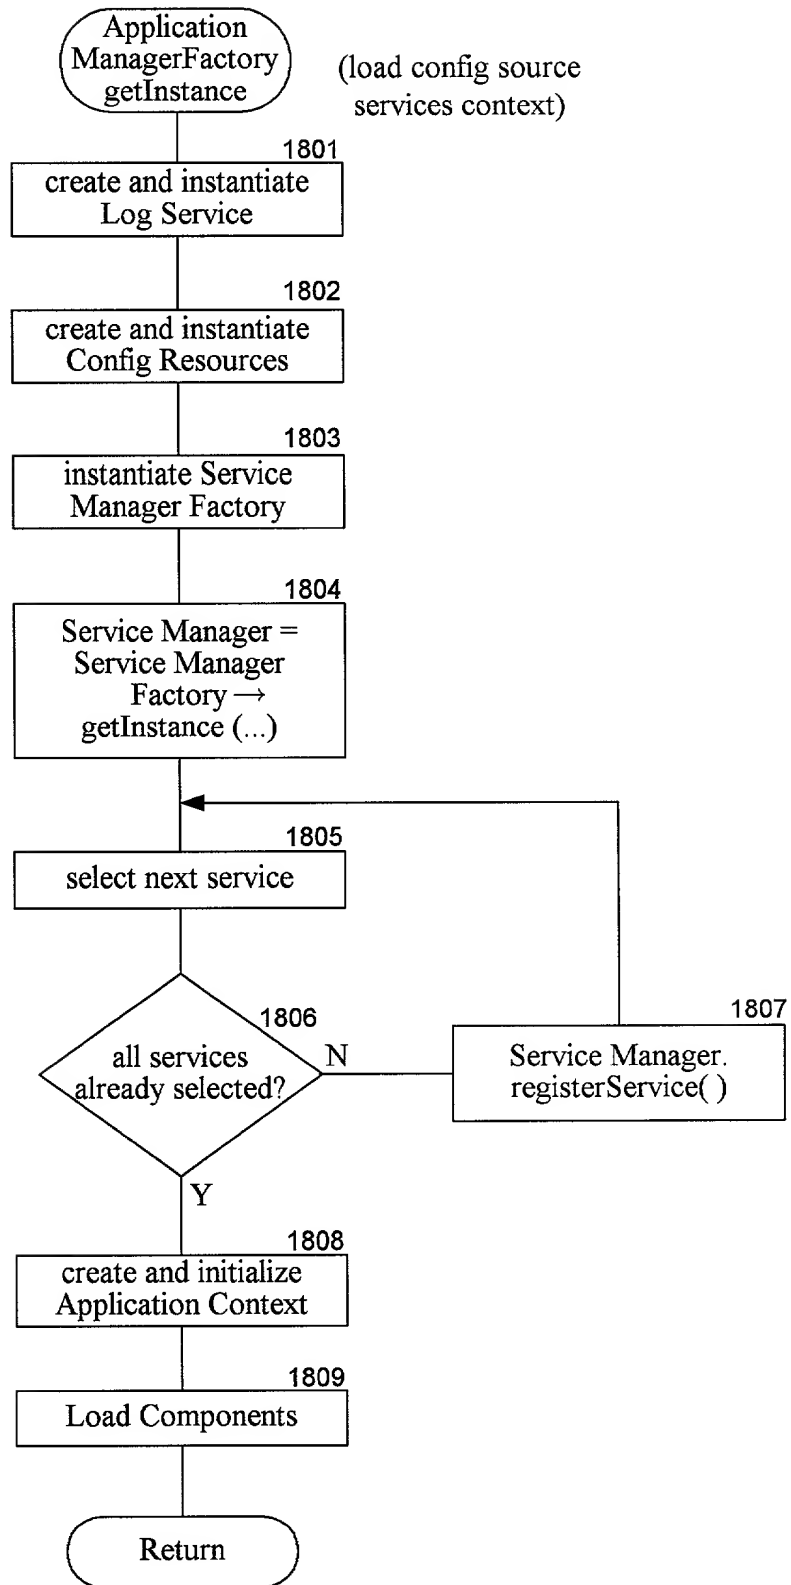 Application
ManagerFactory
getInstance
(load config source
services context)
1801
create and instantiate
Log Service
1802
create and instantiate
Config Resources
1803
instantiate Service
Manager Factory
1804
Service Manager =
Service Manager
Factory →
getInstance (...)
1805
select next service
1806
all services
already selected?
N
1807
Service Manager.
registerService( )
Y
1808
create and initialize
Application Context
1809
Load Components
Return